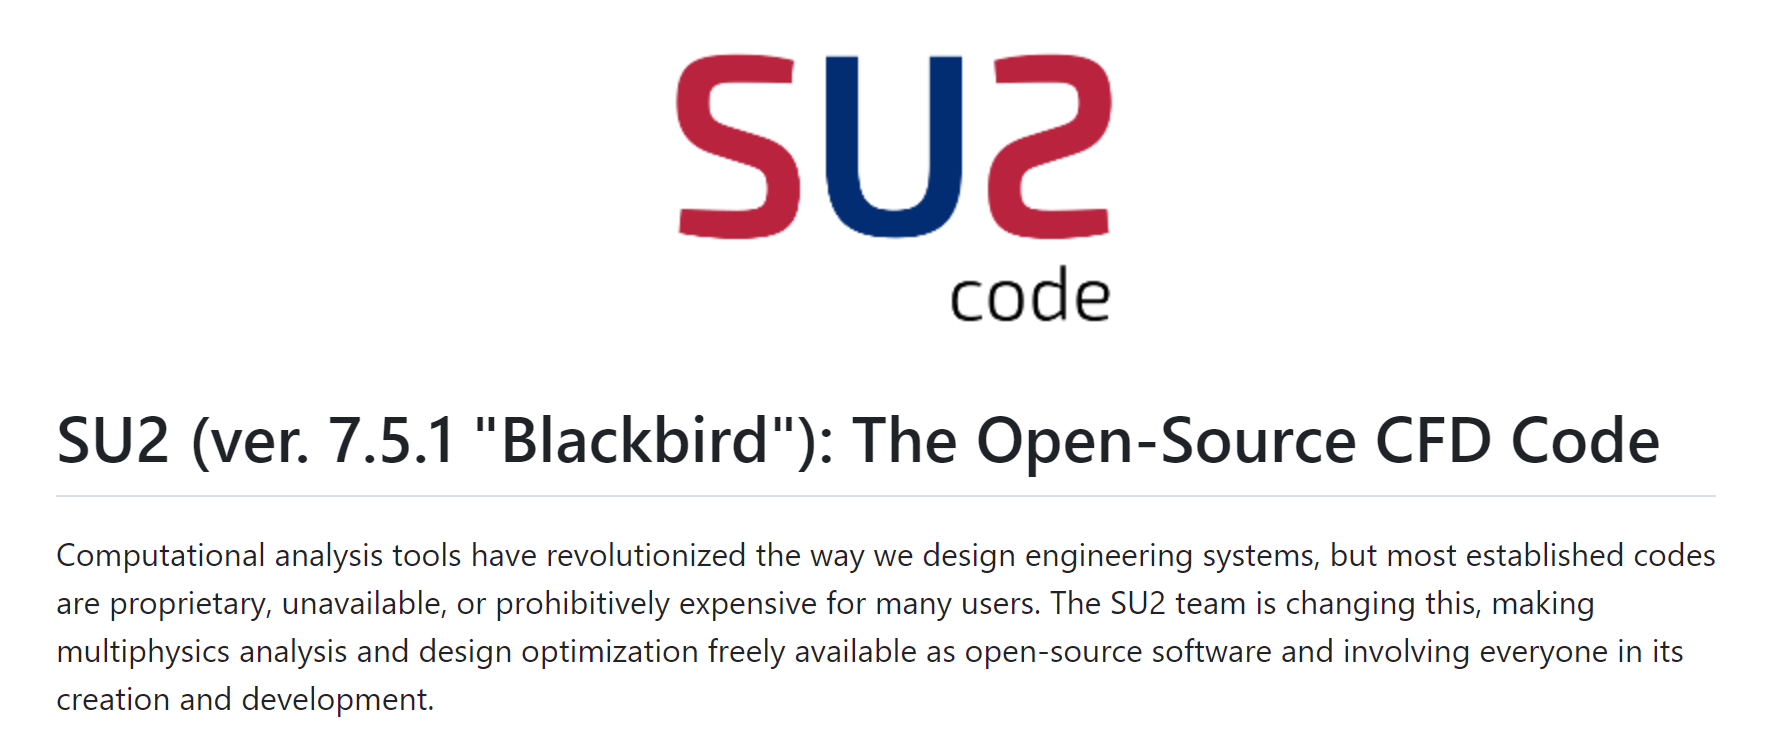 SU2
code
SU2 (ver. 7.5.1 "Blackbird"): The Open-Source CFD Code
Computational analysis tools have revolutionized the way we design engineering systems, but most established codes
are proprietary, unavailable, or prohibitively expensive for many users. The SU2 team is changing this, making
multiphysics analysis and design optimization freely available as open-source software and involving everyone in its
creation and development.